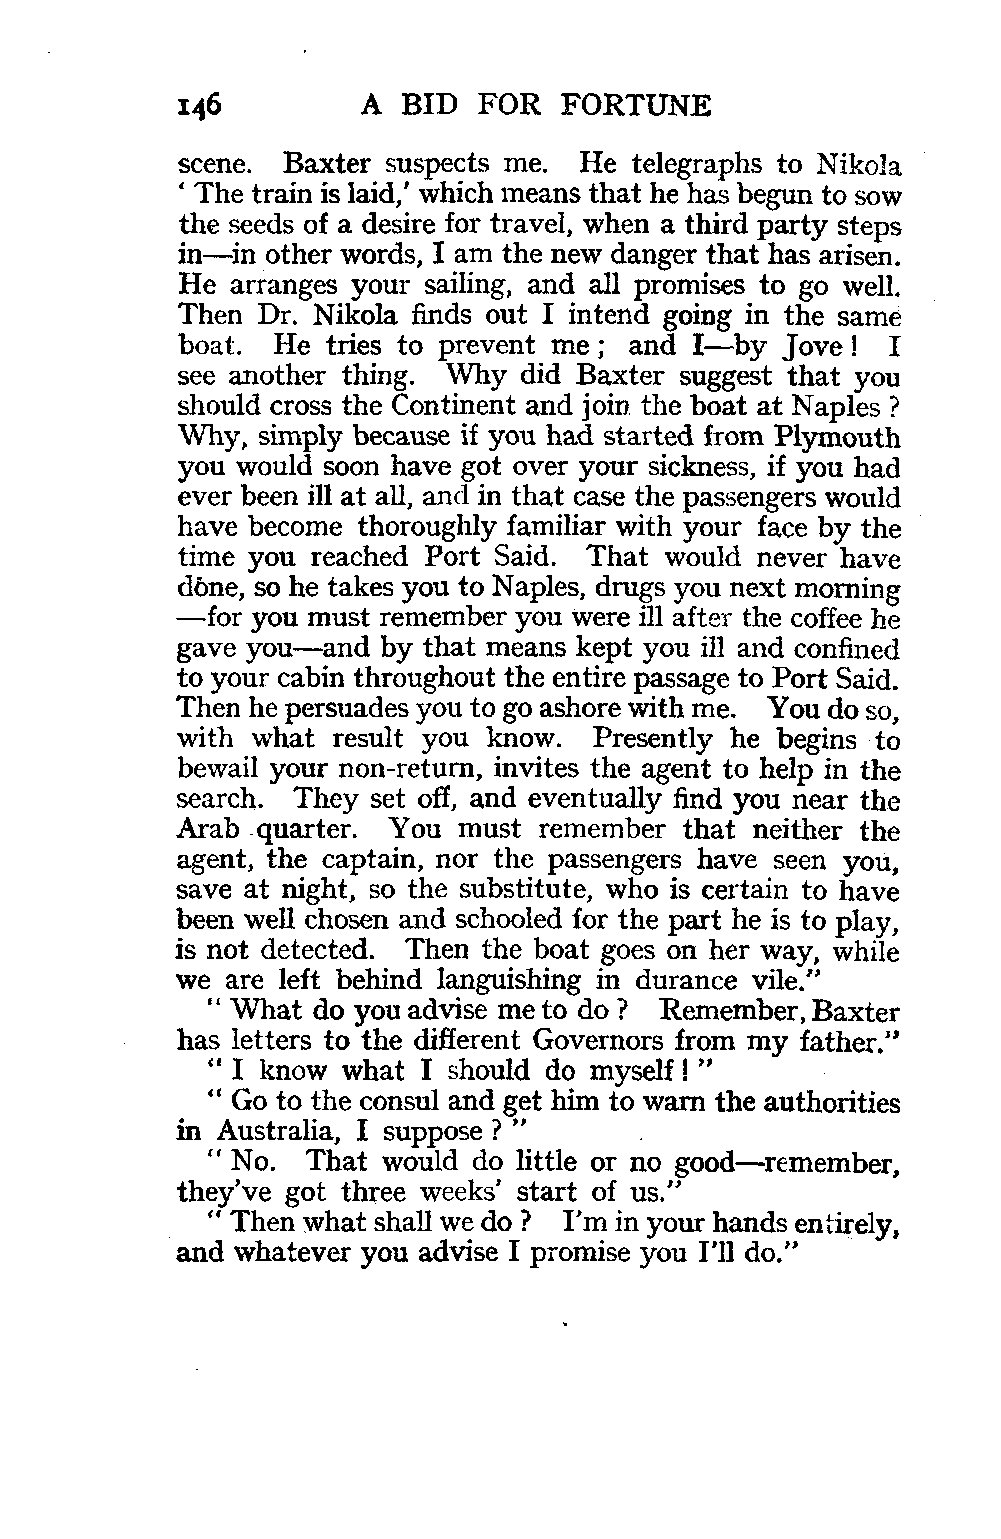 146 A BID FOR FORTUNE
scene. Baxter suspects me. He telegraphs to Nikola
‘ The train is laid,’ which means that he has begun to sow
the seeds of a desire for travel, when a third party steps
in—in other words, I am the new danger that has arisen.
He arranges your sailing, and all promises to go well.
Then Dr. Nikola finds out I intend going in the same
boat. He tries to prevent me ; and I—by Jove ! I
see another thing. Why did Baxter suggest that you
should cross the Continent and join the boat at Naples ?
Why, simply because if you had started from Plymouth
you would soon have got over your sickness, if you had
ever been ill at all, and in that case the passengers would
have become thoroughly familiar with your face by the
time you reached Port Said. That would never have
done, so he takes you to Naples, drugs you next morning
—for you must remember you were ill after the coffee he
gave you—and by that means kept you ill and confined
to your cabin throughout the entire passage to Port Said.
Then he persuades you to go ashore with me. You do so,
with what result you know. Presently he begins to
bewail your non-return, invites the agent to help in the
search. They set off, and eventually find you near the
Arab quarter. You must remember that neither the
agent, the captain, nor the passengers have seen you,
save at night, so the substitute, who is certain to have
been well chosen and schooled for the part he is to play,
is not detected. Then the boat goes on her way, while
we are left behind languishing in durance vile.”
“ What do you advise me to do ? Remember, Baxter
has letters to the different Governors from my father.”
“ I know what I should do myself ! ”
“ Go to the consul and get him to warn the authorities
in Australia, I suppose ? ”
“ No. That would do little or no good—remember,
they’ve got three weeks’ start of us.”
“ Then what shall we do ? I’m in your hands entirely,
and whatever you advise I promise you I’ll do.”